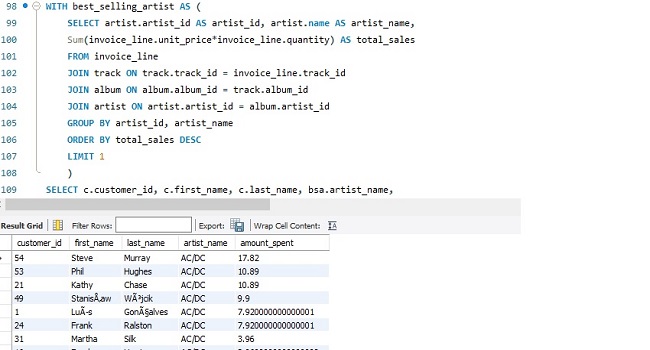 98 WITH best_selling_artist AS (
99 SELECT artist.artist_id AS artist_id, artist.name AS artist_name,
100 Sum(invoice_line.unit_price*invoice_line.quantity) AS total_sales
101 FROM invoice_line
102 JOIN track ON track.track_id = invoice_line.track_id
103 JOIN album ON album.album_id = track.album_id
104 JOIN artist ON artist.artist_id = album.artist_id
105 GROUP BY artist_id, artist_name
106 ORDER BY total_sales DESC
107 LIMIT 1
108 )
109 SELECT c.customer_id, c.first_name, c.last_name, bsa.artist_name,
Result Grid Filter Rows: Export: Wrap Cell Content:
customer_id first_name last_name artist_name amount_spent
54 Steve Murray AC/DC 17.82
53 Phil Hughes AC/DC 10.89
21 Kathy Chase AC/DC 10.89
49 StanisÅ‚aw WÃ³jcik AC/DC 9.9
1 LuÃ-s GonÃ§alves AC/DC 7.920000000000001
24 Frank Ralston AC/DC 7.920000000000001
31 Martha Silk AC/DC 3.96